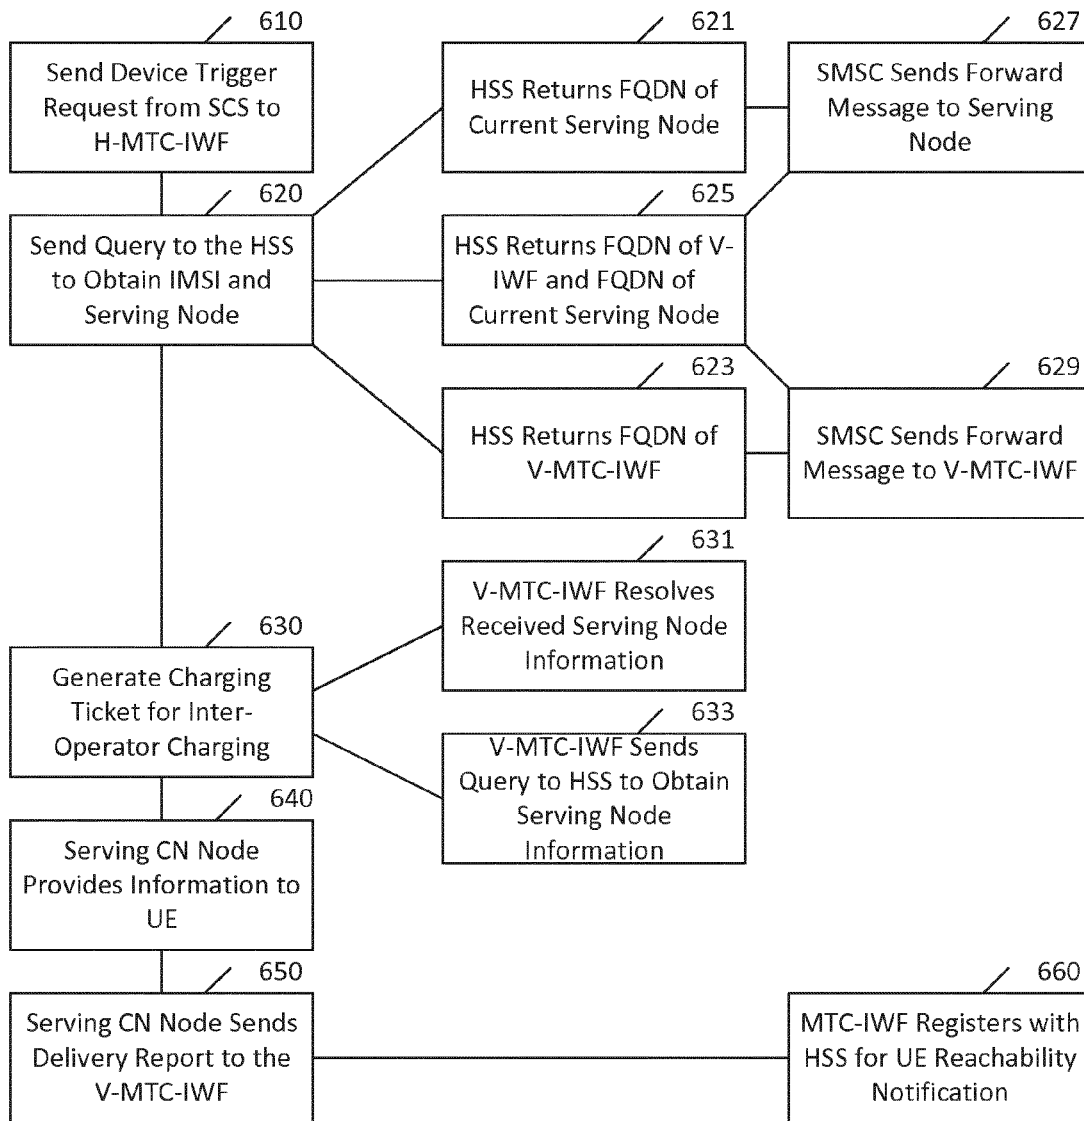 610
Send Device Trigger
Request from SCS to
H-MTC-IWF
621
HSS Returns FQDN of
Current Serving Node
627
SMSC Sends Forward
Message to Serving
Node
620
Send Query to the HSS
to Obtain IMSI and
Serving Node
625
HSS Returns FQDN of V-
IWF and FQDN of
Current Serving Node
623
HSS Returns FQDN of
V-MTC-IWF
629
SMSC Sends Forward
Message to V-MTC-IWF
631
V-MTC-IWF Resolves
Received Serving Node
Information
630
Generate Charging
Ticket for Inter-
Operator Charging
633
V-MTC-IWF Sends
Query to HSS to Obtain
Serving Node
Information
640
Serving CN Node
Provides Information to
UE
650
Serving CN Node Sends
Delivery Report to the
V-MTC-IWF
660
MTC-IWF Registers with
HSS for UE Reachability
Notification